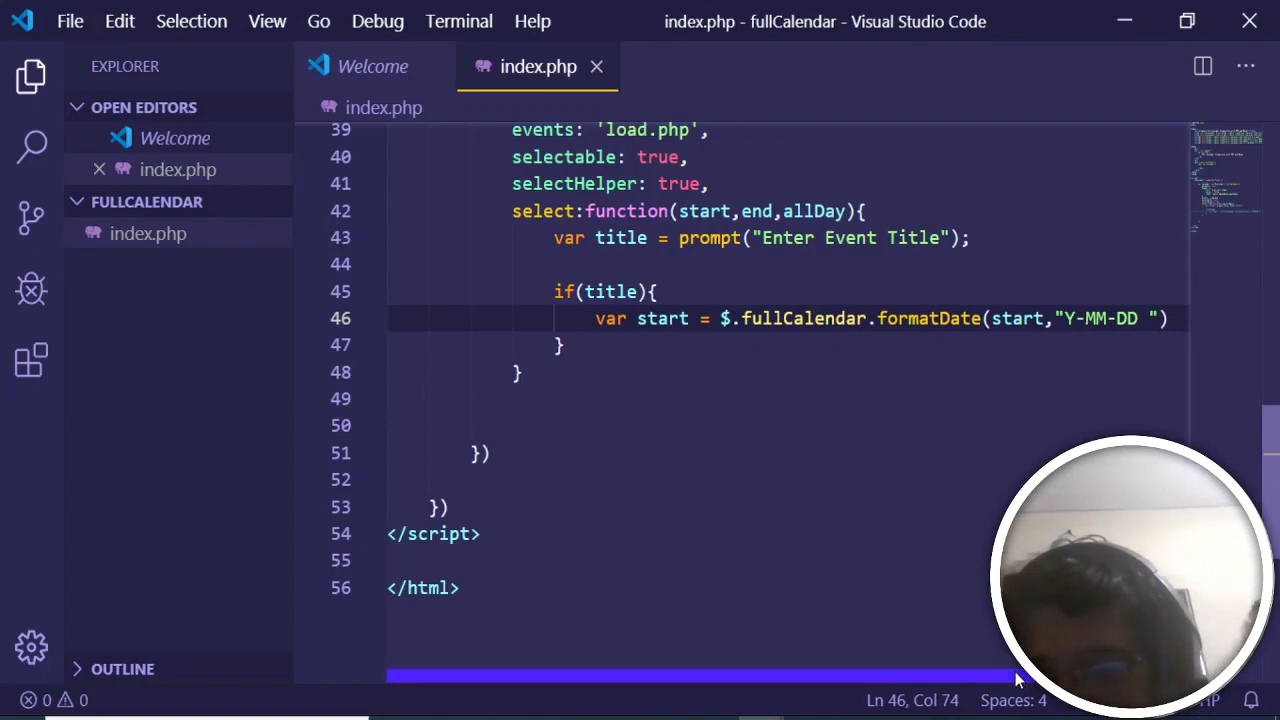 File Edit Selection View Go Debug Terminal Help index.php - fullCalendar - Visual Studio Code
EXPLORER
OPEN EDITORS
Welcome
index.php
FULLCALENDAR
index.php
OUTLINE
Welcome index.php
index.php
39 events: 'load.php',
40 selectable: true,
41 selectHelper: true,
42 select:function(start,end,allDay){
43 var title = prompt("Enter Event Title");
44
45 if(title){
46 var start = $.fullCalendar.formatDate(start,"Y-MM-DD ")
47 }
48 }
49
50
51 })
52
53 })
54 </script>
55
56 </html>
0 0 Ln 46, Col 74 Spaces: 4 HP